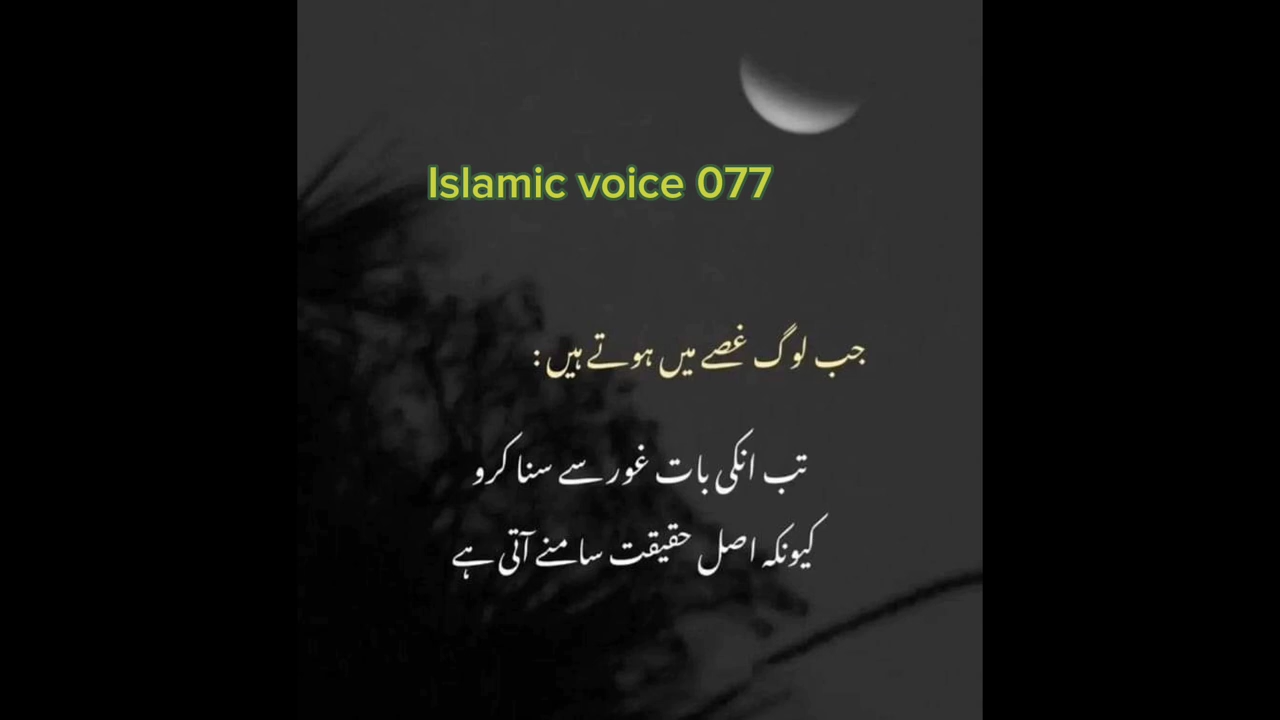 Islamic voice 077
جب لوگ غصے میں ہوتے ہیں:
تب انکی بات غور سے سنا کرو
کیونکہ اصل حقیقت سامنے آتی ہے